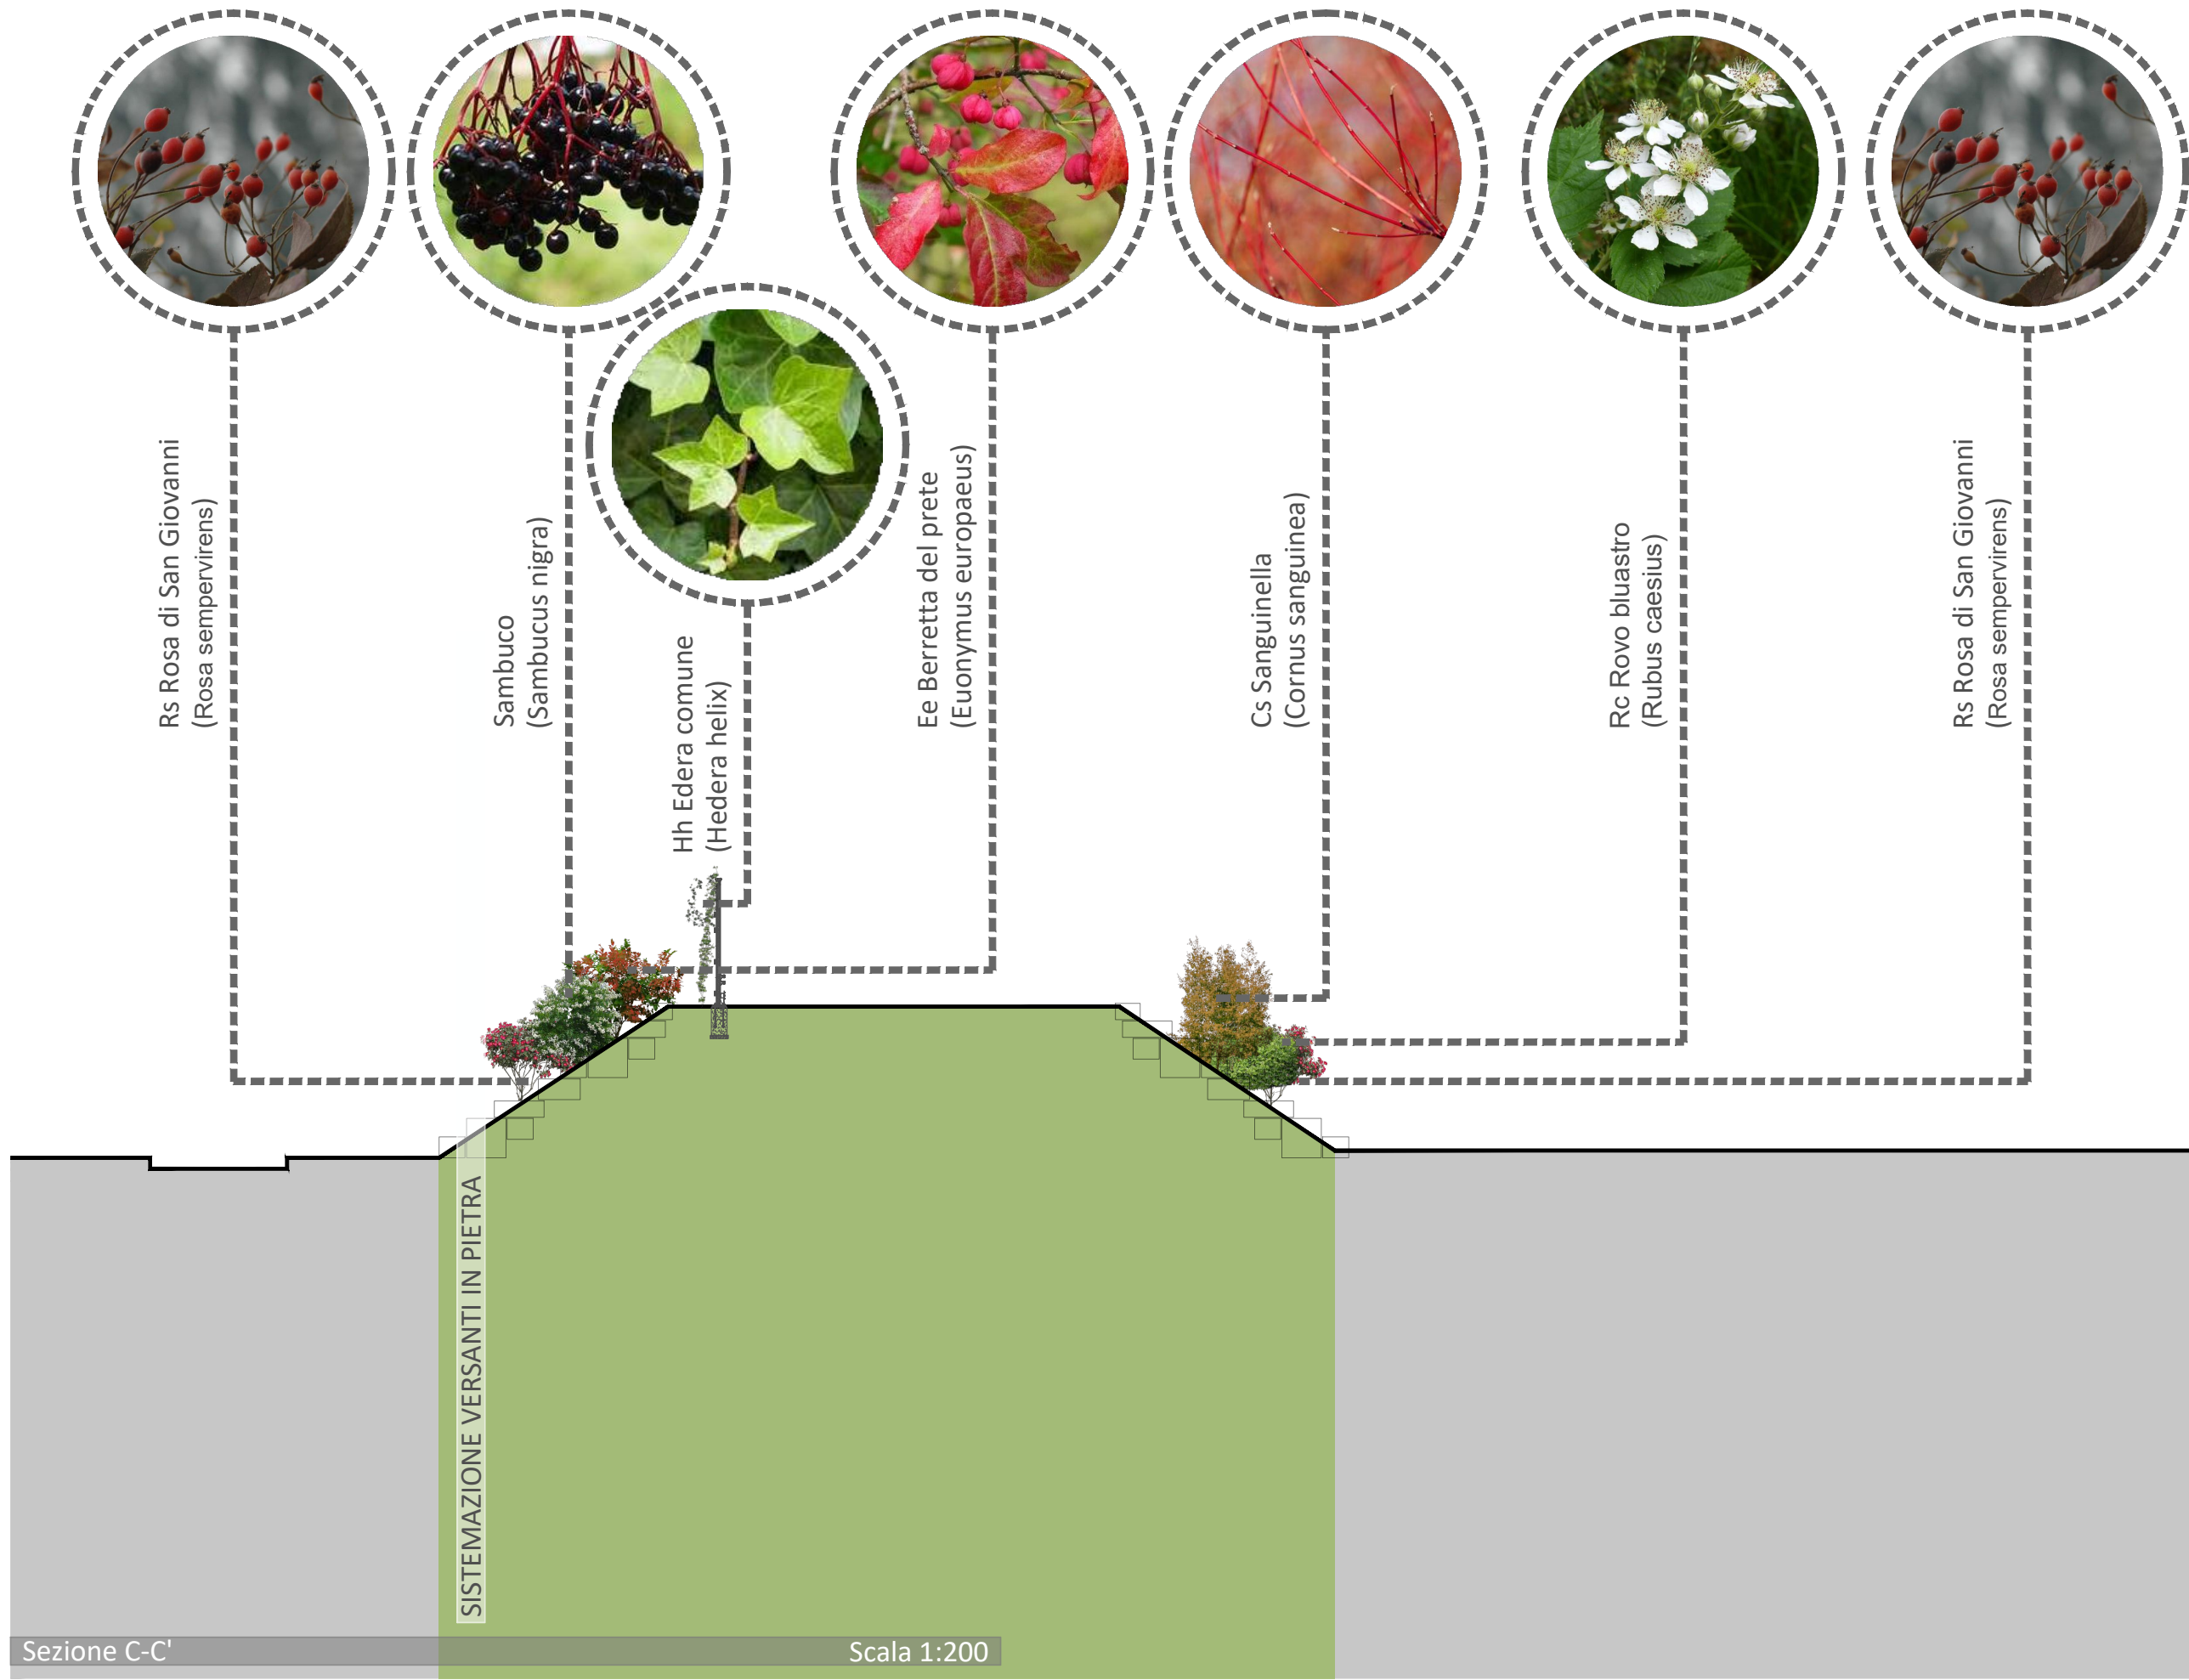 Rs Rosa di San Giovanni
(Rosa sempervirens)
Sambuco
(Sambucus nigra)
Hh Edera comune
(Hedera helix)
Ee Berretta del prete
(Euonymus europaeus)
Cs Sanguinella
(Cornus sanguinea)
Rc Rovo bluastro
(Rubus caesius)
Rs Rosa di San Giovanni
(Rosa sempervirens)
SISTEMAZIONE VERSANTI IN PIETRA
Sezione C-C'
Scala 1:200